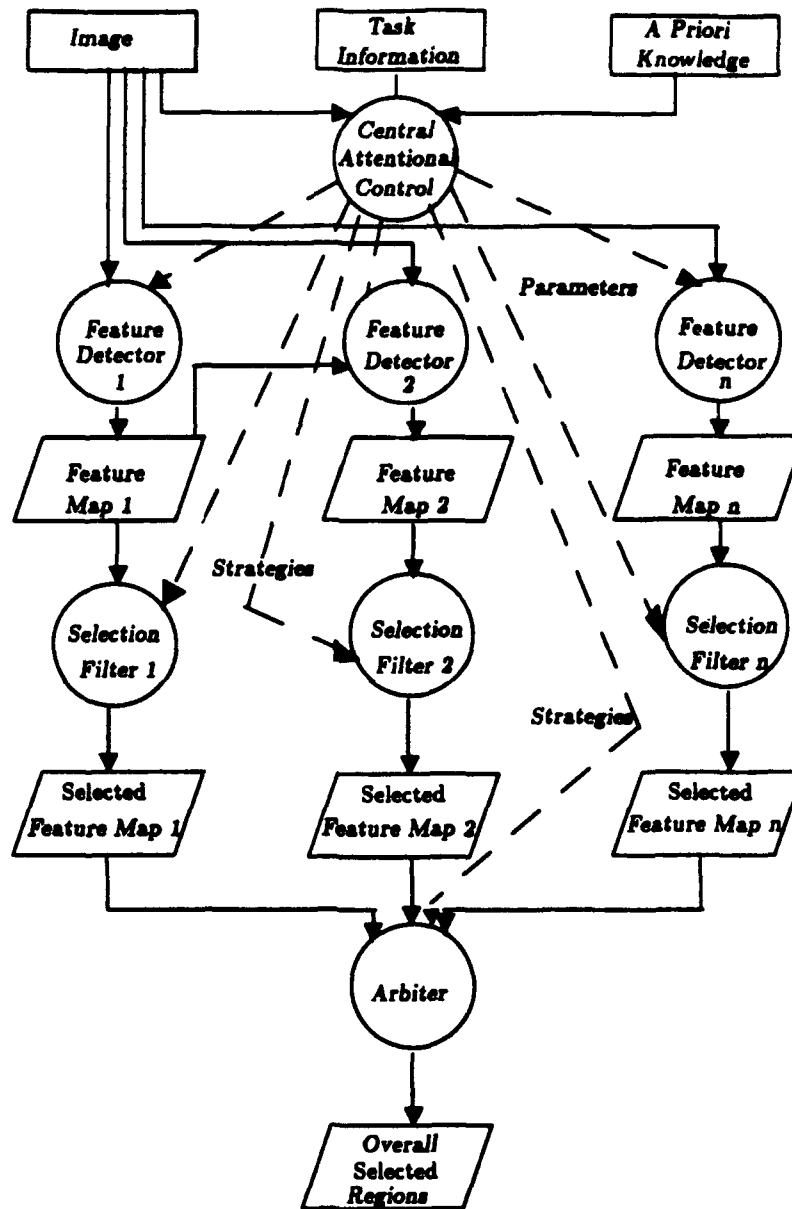 Image
Task
Information
A Priori
Knowledge
Central
Attentional
Control
Parameters
Feature
Detector
1
Feature
Detector
2
Feature
Detector
n
Feature
Map 1
Feature
Map 2
Feature
Map n
Strategies
Selection
Filter 1
Selection
Filter 2
Selection
Filter n
Strategies
Selected
Feature Map 1
Selected
Feature Map 2
Selected
Feature Map n
Arbiter
Overall
Selected
Regions